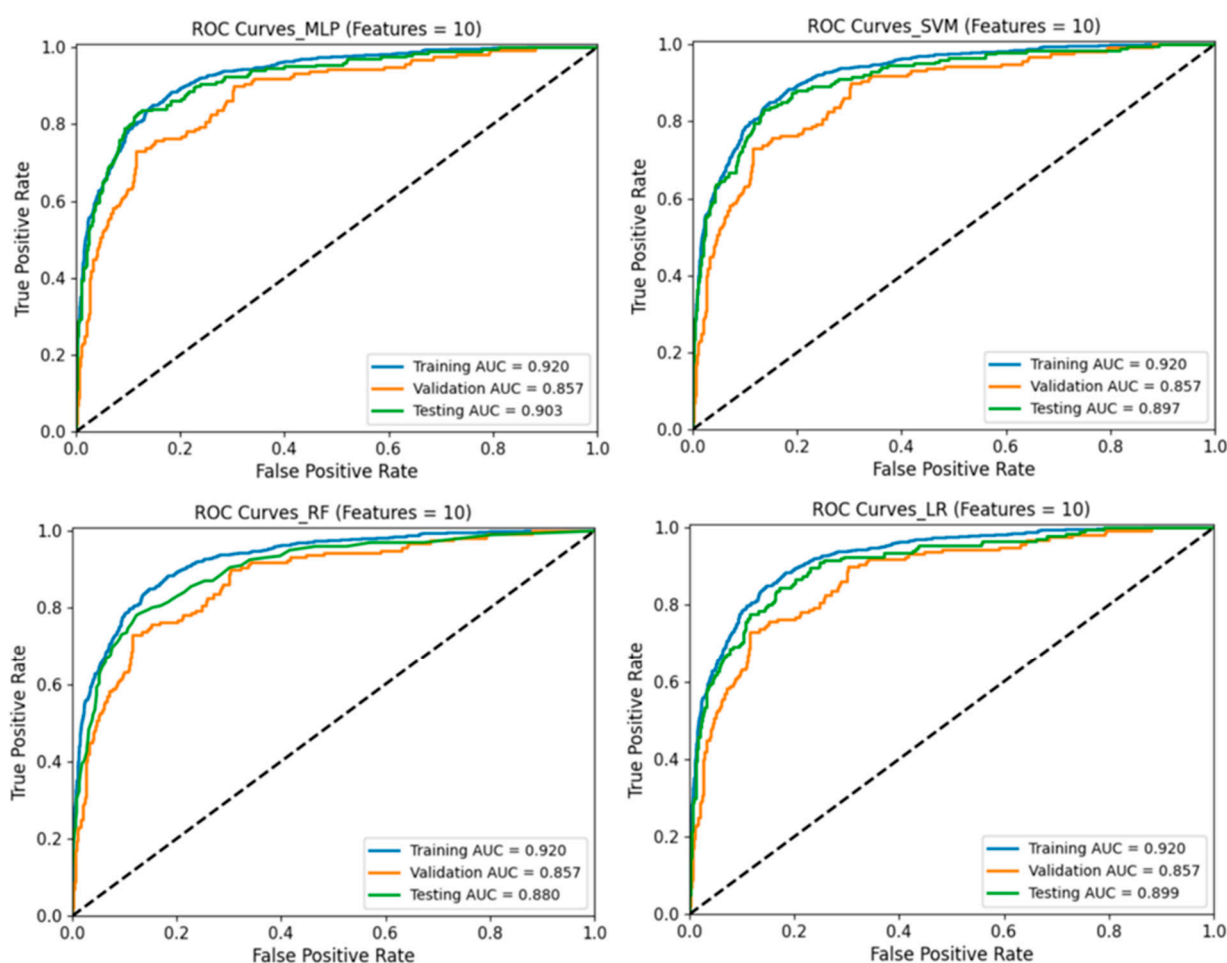 ROC Curves_MLP (Features = 10)
True Positive Rate
1.0
0.8
0.6
0.4
0.2
0.0
Training AUC = 0.920
Validation AUC = 0.857
Testing AUC = 0.903
0.0 0.2 0.4 0.6 0.8 1.0
False Positive Rate
ROC Curves_SVM (Features = 10)
True Positive Rate
1.0
0.8
0.6
0.4
0.2
0.0
Training AUC = 0.920
Validation AUC = 0.857
Testing AUC = 0.897
0.0 0.2 0.4 0.6 0.8 1.0
False Positive Rate
ROC Curves_RF (Features = 10)
True Positive Rate
1.0
0.8
0.6
0.4
0.2
0.0
Training AUC = 0.920
Validation AUC = 0.857
Testing AUC = 0.880
0.0 0.2 0.4 0.6 0.8 1.0
False Positive Rate
ROC Curves_LR (Features = 10)
True Positive Rate
1.0
0.8
0.6
0.4
0.2
0.0
Training AUC = 0.920
Validation AUC = 0.857
Testing AUC = 0.899
0.0 0.2 0.4 0.6 0.8 1.0
False Positive Rate